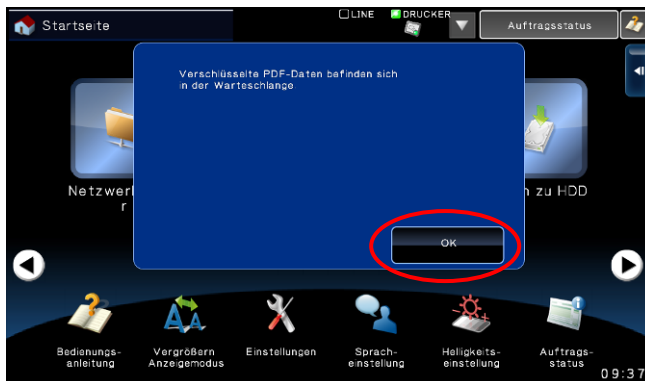 Startseite
LINE
DRUCKER
Auftragsstatus
Verschlüsselte PDF-Daten befinden sich
in der Warteschlange
Netzwer
r
zu HDD
OK
Bedienungs-
anleitung
Vergrößern
Anzeigemodus
Einstellungen
Sprach-
einstellung
Helligkeits-
einstellung
Auftrags-
status
09:37